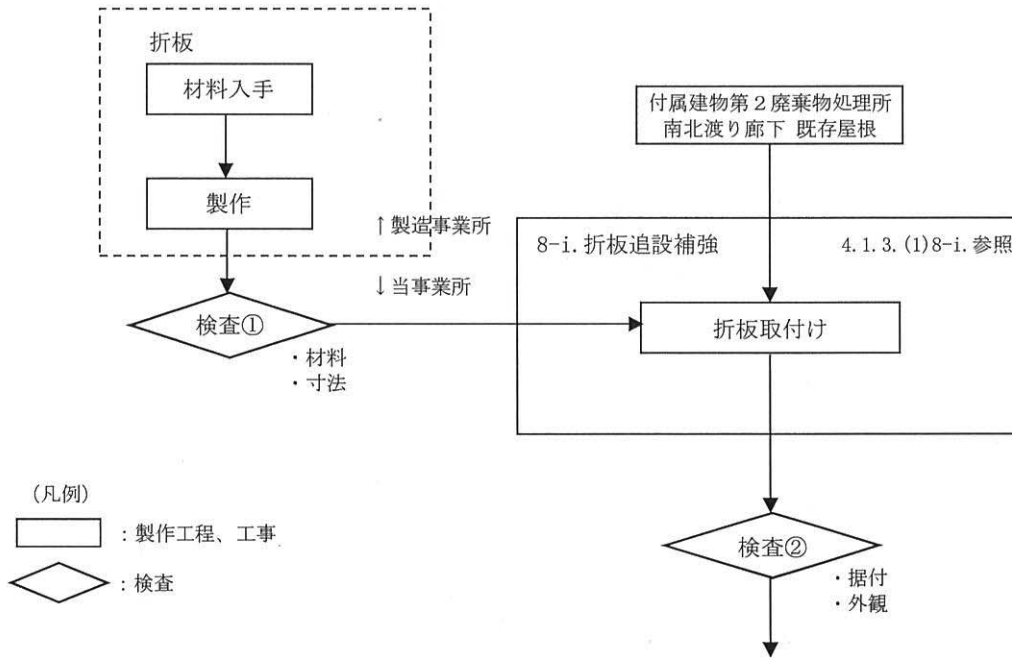 折板
材料入手
製作
↑製造事業所
↓当事業所
検査①
・材料
・寸法
付属建物第2廃棄物処理所
南北渡り廊下 既存屋根
8-i.折板追設補強
4.1.3.(1)8-i.参照
折板取付け
検査②
・据付
・外観
(凡例)
：製作工程、工事
：検査